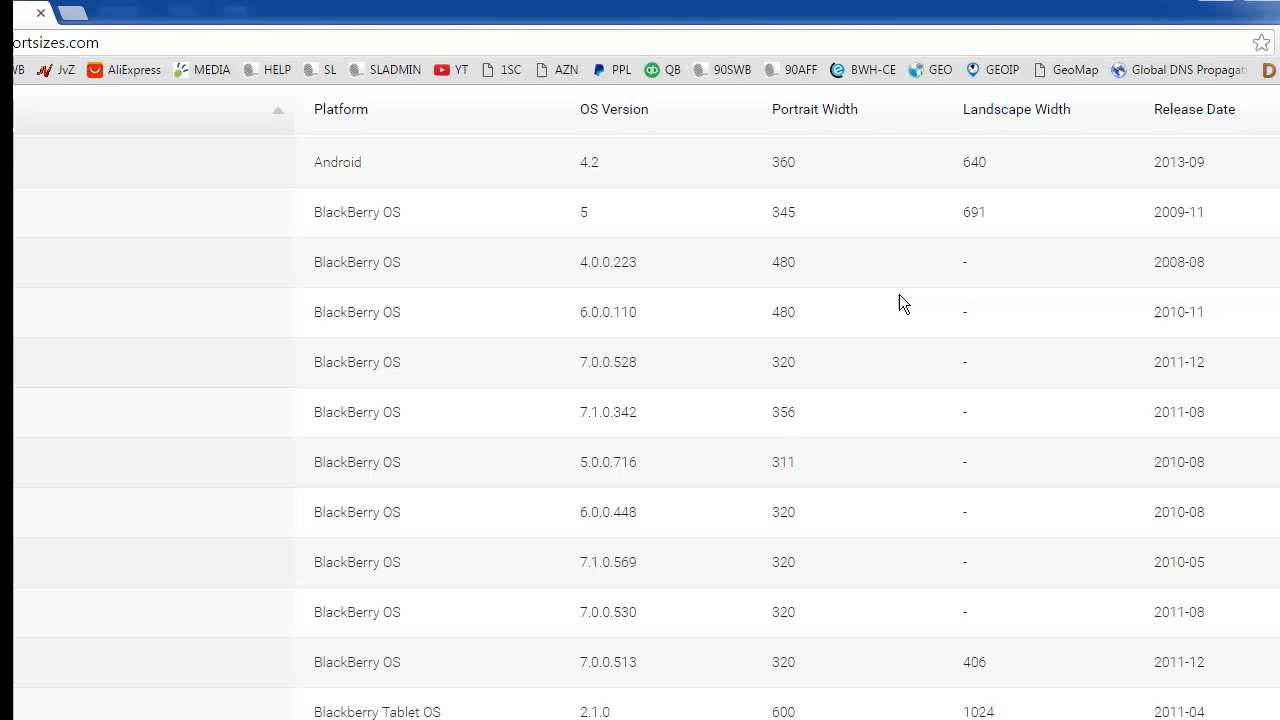 ortsizes.com
WB JvZ AliExpress MEDIA HELP SL SLADMIN YT 1SC AZN PPL QB 90SWB 90AFF BWH-CE GEO GEOIP GeoMap Global DNS Propagat
Platform OS Version Portrait Width Landscape Width Release Date
Android 4.2 360 640 2013-09
BlackBerry OS 5 345 691 2009-11
BlackBerry OS 4.0.0.223 480 - 2008-08
BlackBerry OS 6.0.0.110 480 - 2010-11
BlackBerry OS 7.0.0.528 320 - 2011-12
BlackBerry OS 7.1.0.342 356 - 2011-08
BlackBerry OS 5.0.0.716 311 - 2010-08
BlackBerry OS 6.0.0.448 320 - 2010-08
BlackBerry OS 7.1.0.569 320 - 2010-05
BlackBerry OS 7.0.0.530 320 - 2011-08
BlackBerry OS 7.0.0.513 320 406 2011-12
Blackberry Tablet OS 2.1.0 600 1024 2011-04